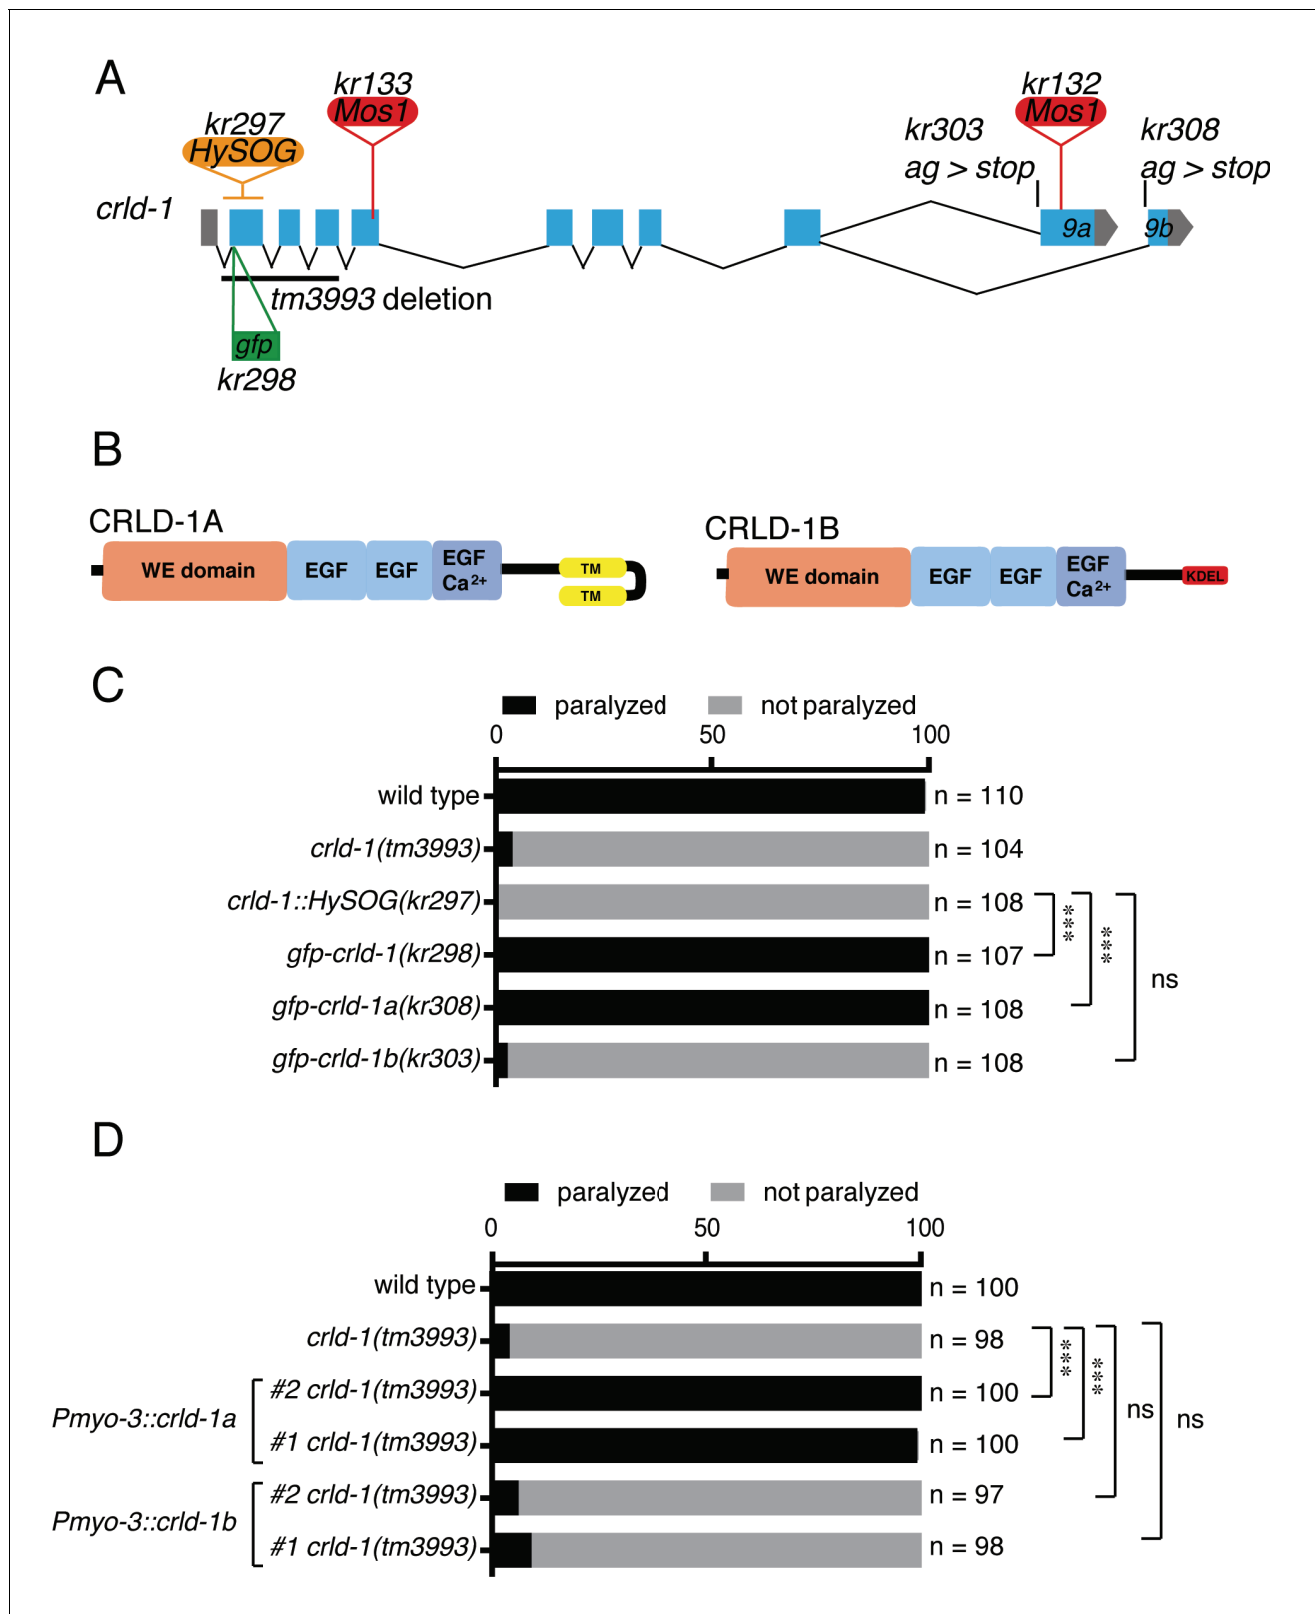 A
kr133
Mos1
kr132
Mos1
kr297
HySOG
kr303
ag > stop
kr308
ag > stop
crld-1
9a
9b
tm3993 deletion
gfp
kr298
B
CRLD-1A
CRLD-1B
WE domain EGF EGF EGF Ca2+ TM TM
WE domain EGF EGF EGF Ca2+ KDEL
C
paralyzed not paralyzed
0 50 100
wild type n = 110
crld-1(tm3993) n = 104
crld-1::HySOG(kr297) n = 108
gfp-crld-1(kr298) n = 107
gfp-crld-1a(kr308) n = 108
gfp-crld-1b(kr303) n = 108
*** *** ns
D
paralyzed not paralyzed
0 50 100
wild type n = 100
crld-1(tm3993) n = 98
Pmyo-3::crld-1a
#2 crld-1(tm3993) n = 100
#1 crld-1(tm3993) n = 100
Pmyo-3::crld-1b
#2 crld-1(tm3993) n = 97
#1 crld-1(tm3993) n = 98
*** *** ns ns